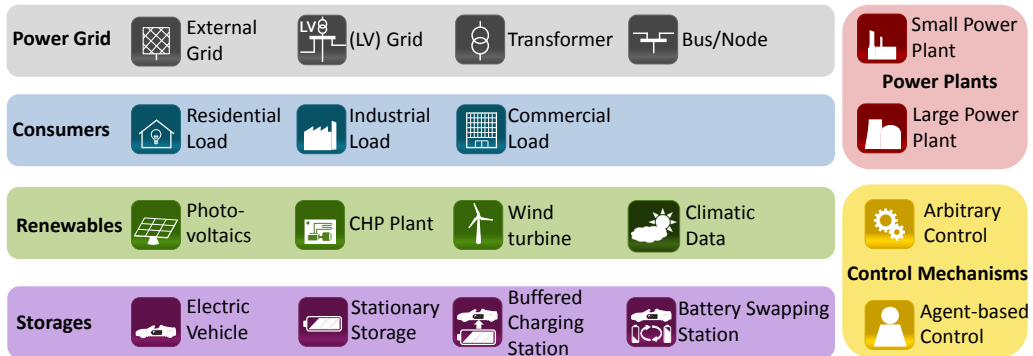 Power Grid
External
Grid
LV
(LV) Grid
Transformer
Bus/Node
Consumers
Residential
Load
Industrial
Load
Commercial
Load
Renewables
Photo-
voltaics
CHP Plant
Wind
turbine
Climatic
Data
Storages
Electric
Vehicle
Stationary
Storage
Buffered
Charging
Station
Battery Swapping
Station
Small Power
Plant
Power Plants
Large Power
Plant
Arbitrary
Control
Control Mechanisms
Agent-based
Control